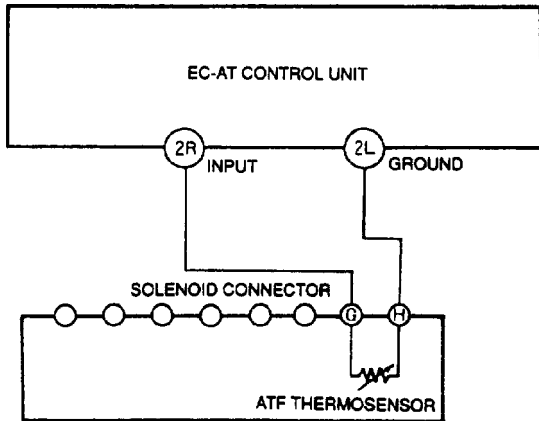 EC-AT CONTROL UNIT
2R
2L
INPUT
GROUND
SOLENOID CONNECTOR
G
H
ATF THERMOSENSOR